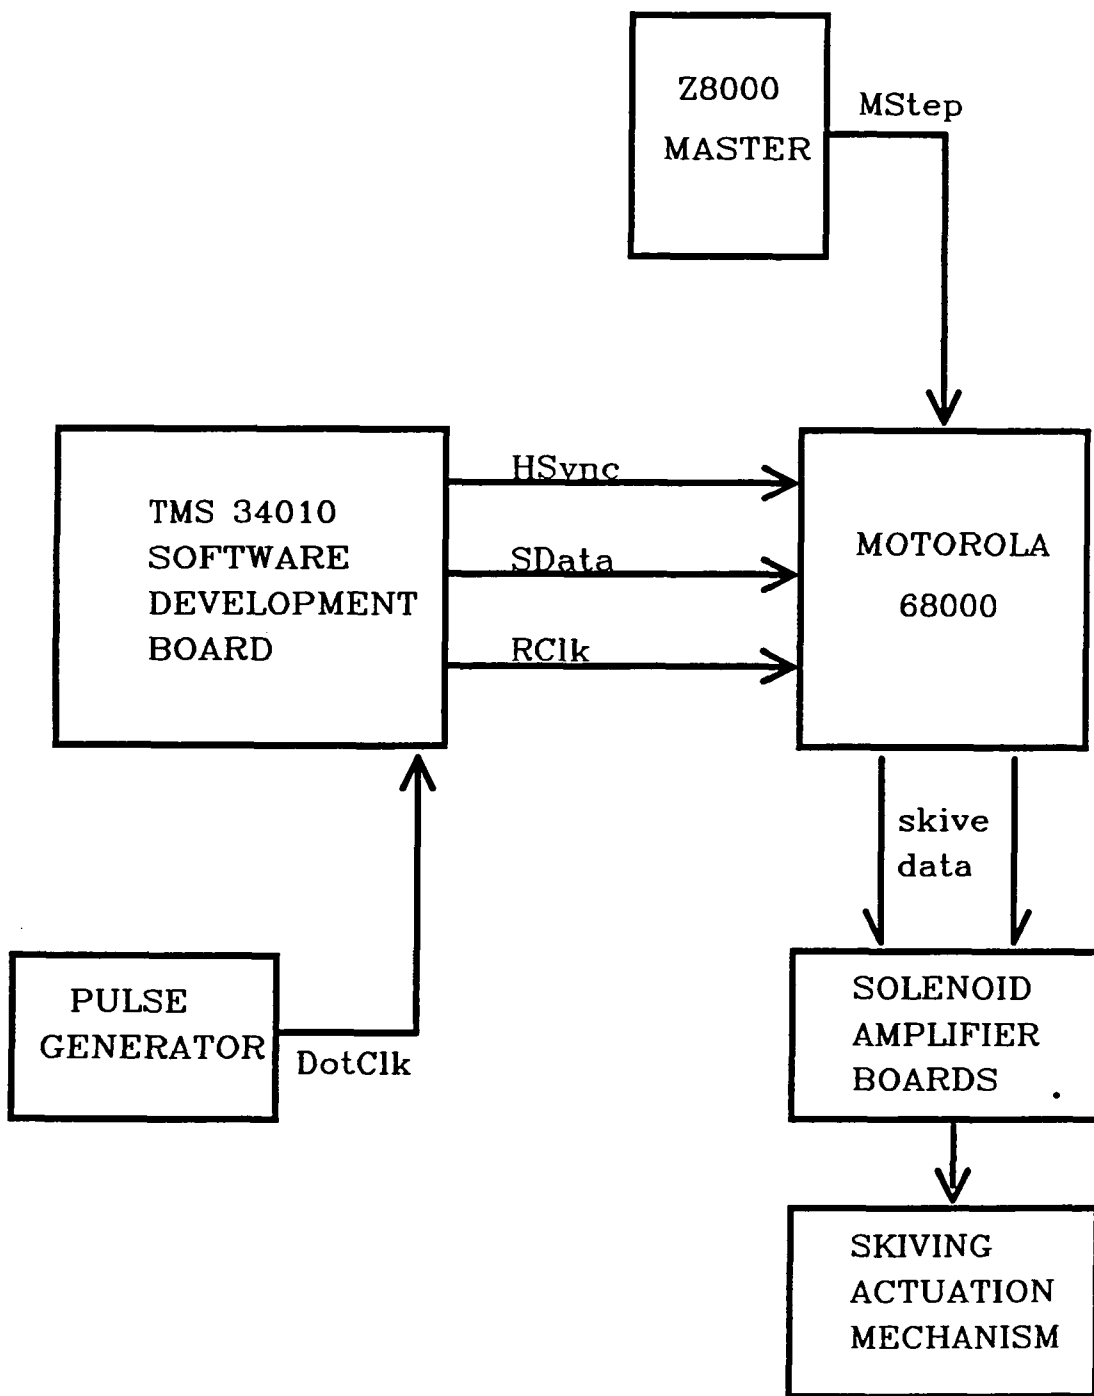 Z8000
MASTER
MStep
TMS 34010
SOFTWARE
DEVELOPMENT
BOARD
HSync
SData
RClk
MOTOROLA
68000
skive
data
PULSE
GENERATOR
DotClk
SOLENOID
AMPLIFIER
BOARDS
SKIVING
ACTUATION
MECHANISM